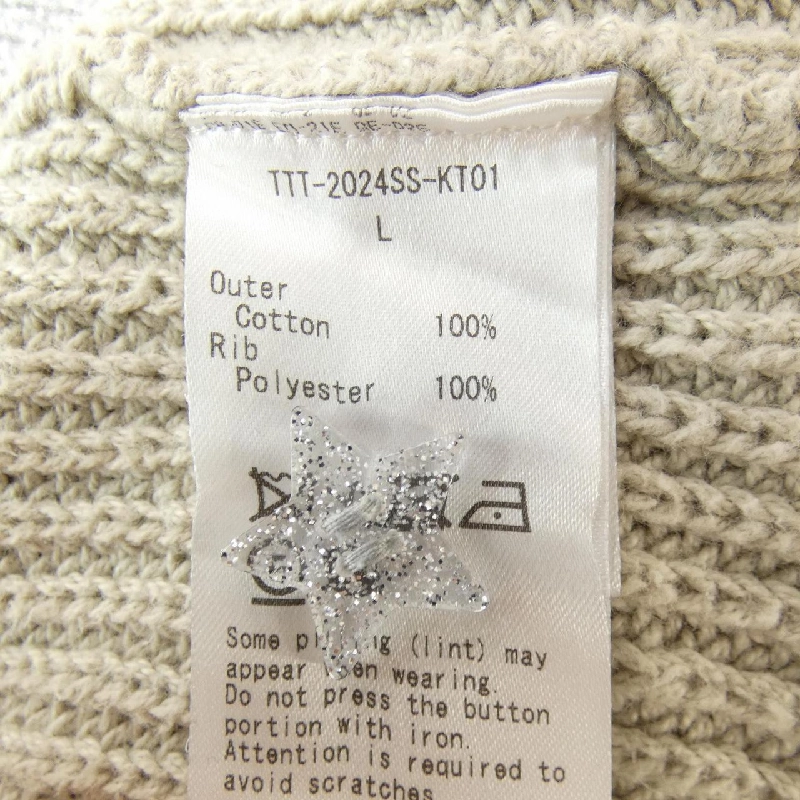 TTT-2024SS-KT01
L
Outer
Cotton 100%
Rib
Polyester 100%
Some (lint) may
appear when wearing.
Do not press the button
portion with iron.
Attention is required to
avoid scratches